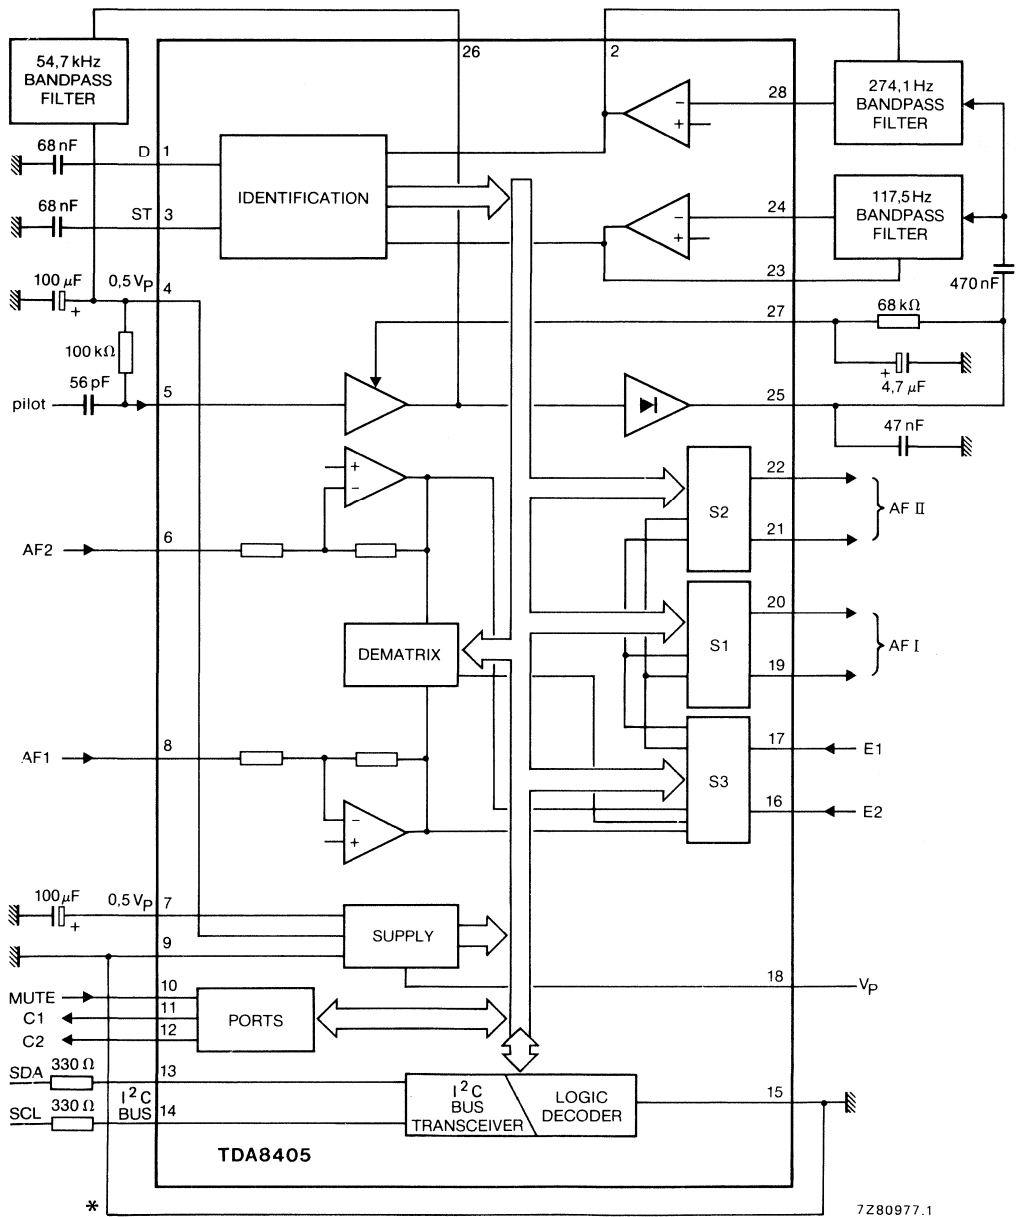 26
2
54,7 kHz
BANDPASS
FILTER
274,1 Hz
BANDPASS
FILTER
28
−
+
68 nF
D
1
IDENTIFICATION
117,5 Hz
BANDPASS
FILTER
24
−
+
68 nF
ST
3
23
470 nF
100 μF
+
0,5 VP
4
27
68 kΩ
100 kΩ
+
4,7 μF
pilot
56 pF
5
25
47 nF
+
−
S2
22
21
AF II
AF2
6
S1
20
19
AF I
DEMATRIX
AF1
8
S3
17
E1
16
E2
−
+
100 μF
+
0,5 VP
7
SUPPLY
9
18
VP
MUTE
10
C1
11
C2
12
PORTS
SDA
330 Ω
13
SCL
330 Ω
14
I2C
BUS
I2C
BUS
TRANSCEIVER
LOGIC
DECODER
15
TDA8405
*
7Z80977.1